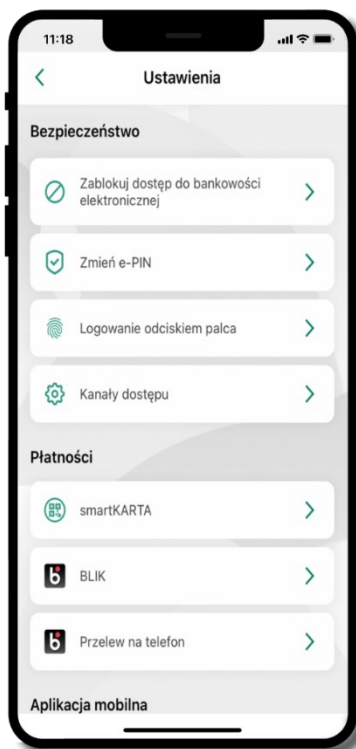 11:18
Ustawienia
Bezpieczeństwo
Zablokuj dostęp do bankowości
elektronicznej
Zmień e-PIN
Logowanie odciskiem palca
Kanały dostępu
Płatności
smartKARTA
BLIK
Przelew na telefon
Aplikacja mobilna